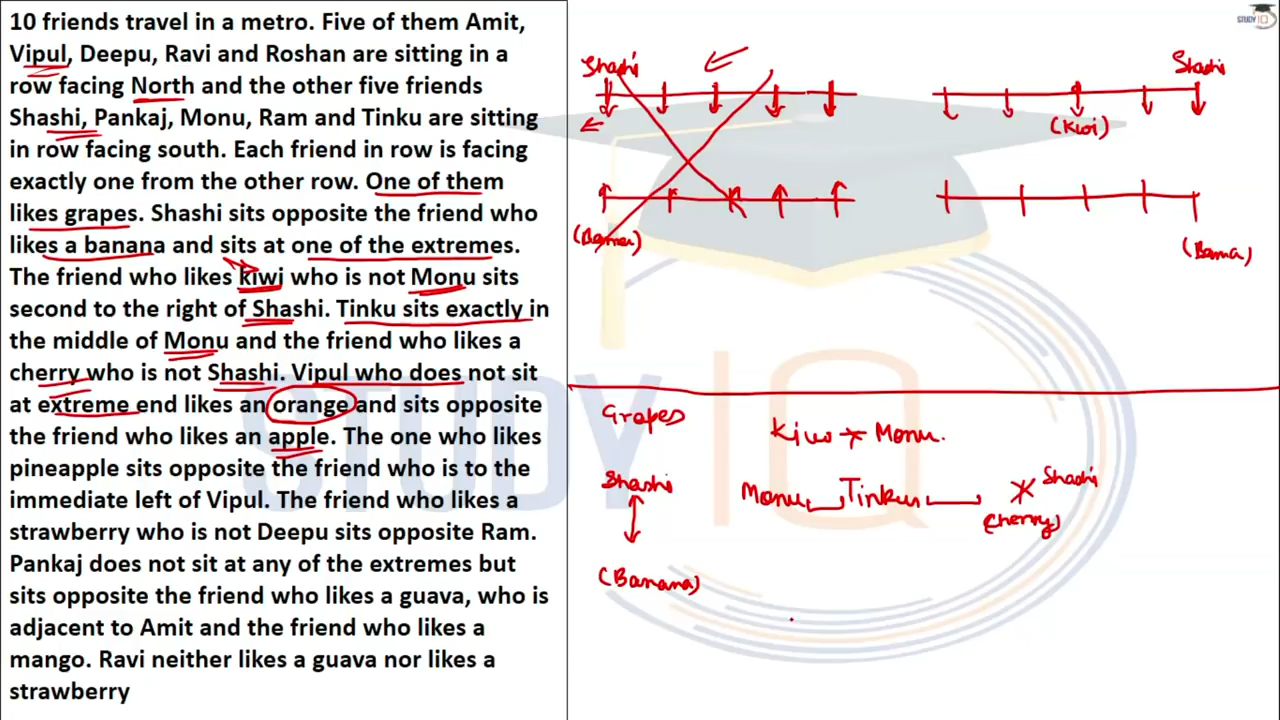 10 friends travel in a metro. Five of them Amit,
Vipul, Deepu, Ravi and Roshan are sitting in a
row facing North and the other five friends
Shashi, Pankaj, Monu, Ram and Tinku are sitting
in row facing south. Each friend in row is facing
exactly one from the other row. One of them
likes grapes. Shashi sits opposite the friend who
likes a banana and sits at one of the extremes.
The friend who likes kiwi who is not Monu sits
second to the right of Shashi. Tinku sits exactly in
the middle of Monu and the friend who likes a
cherry who is not Shashi. Vipul who does not sit
at extreme end likes an orange and sits opposite
the friend who likes an apple. The one who likes
pineapple sits opposite the friend who is to the
immediate left of Vipul. The friend who likes a
strawberry who is not Deepu sits opposite Ram.
Pankaj does not sit at any of the extremes but
sits opposite the friend who likes a guava, who is
adjacent to Amit and the friend who likes a
mango. Ravi neither likes a guava nor likes a
strawberry
STUDY IQ
Shashi Shashi
(Kiwi)
Grapes
Kiwi Monu.
Shashi
Monu Tinku Shashi
(Cherry)
(Banana)
STUDY IQ